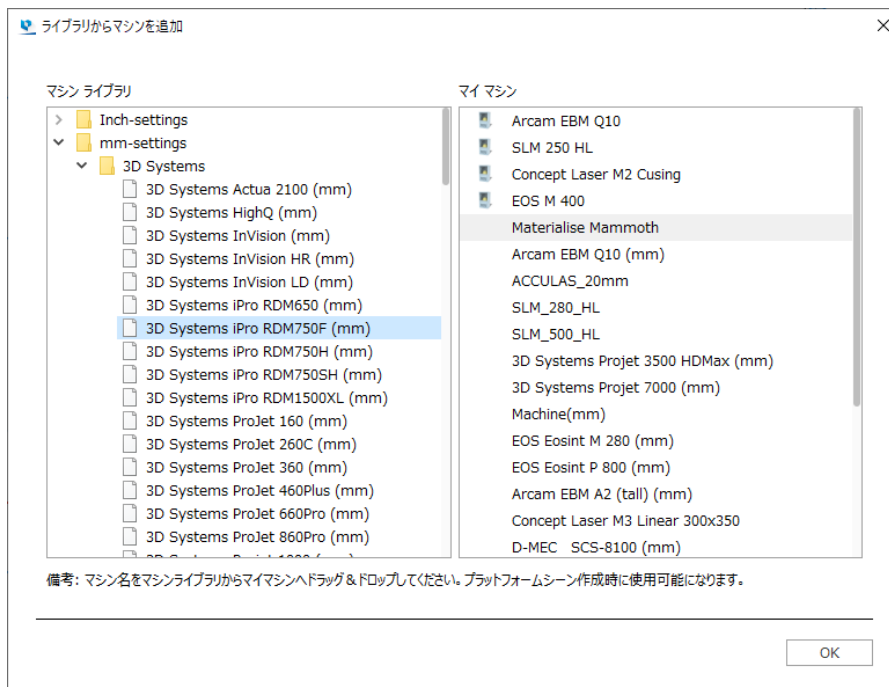 ライブラリからマシンを追加
マシン ライブラリ
Inch-settings
mm-settings
3D Systems
3D Systems Actua 2100 (mm)
3D Systems HighQ (mm)
3D Systems InVision (mm)
3D Systems InVision HR (mm)
3D Systems InVision LD (mm)
3D Systems iPro RDM650 (mm)
3D Systems iPro RDM750F (mm)
3D Systems iPro RDM750H (mm)
3D Systems iPro RDM750SH (mm)
3D Systems iPro RDM1500XL (mm)
3D Systems ProJet 160 (mm)
3D Systems ProJet 260C (mm)
3D Systems ProJet 360 (mm)
3D Systems ProJet 460Plus (mm)
3D Systems ProJet 660Pro (mm)
3D Systems ProJet 860Pro (mm)
マイ マシン
Arcam EBM Q10
SLM 250 HL
Concept Laser M2 Cusing
EOS M 400
Materialise Mammoth
Arcam EBM Q10 (mm)
ACCULAS_20mm
SLM_280_HL
SLM_500_HL
3D Systems Projet 3500 HDMax (mm)
3D Systems Projet 7000 (mm)
Machine(mm)
EOS Eosint M 280 (mm)
EOS Eosint P 800 (mm)
Arcam EBM A2 (tall) (mm)
Concept Laser M3 Linear 300x350
D-MEC SCS-8100 (mm)
備考: マシン名をマシンライブラリからマイマシンへドラッグ＆ドロップしてください。プラットフォームシーン作成時に使用可能になります。
OK